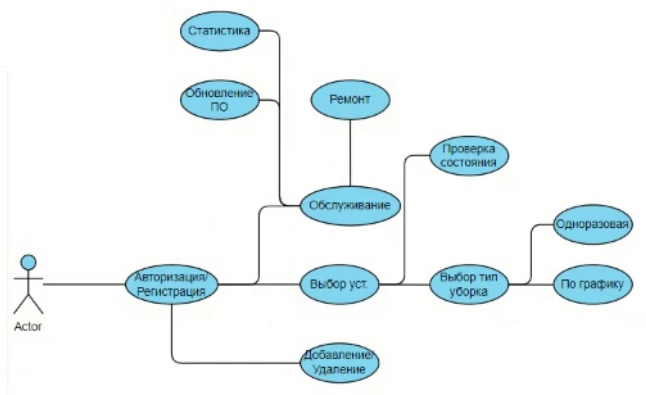 Статистика
Обновление
ПО
Ремонт
Проверка
состояния
Обслуживание
Одноразовая
Авторизация/
Регистрация
Выбор уст.
Выбор тип
уборка
По графику
Actor
Добавление/
Удаление